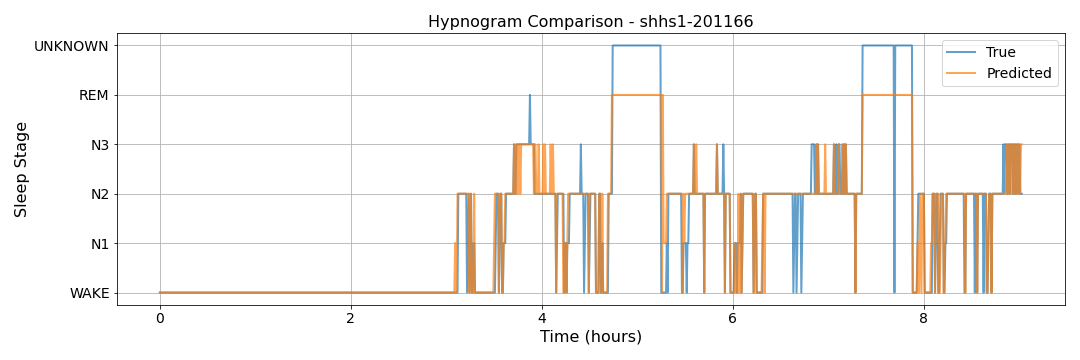 Hypnogram Comparison - shhs1-201166
Sleep Stage
UNKNOWN
REM
N3
N2
N1
WAKE
True
Predicted
0 2 4 6 8
Time (hours)